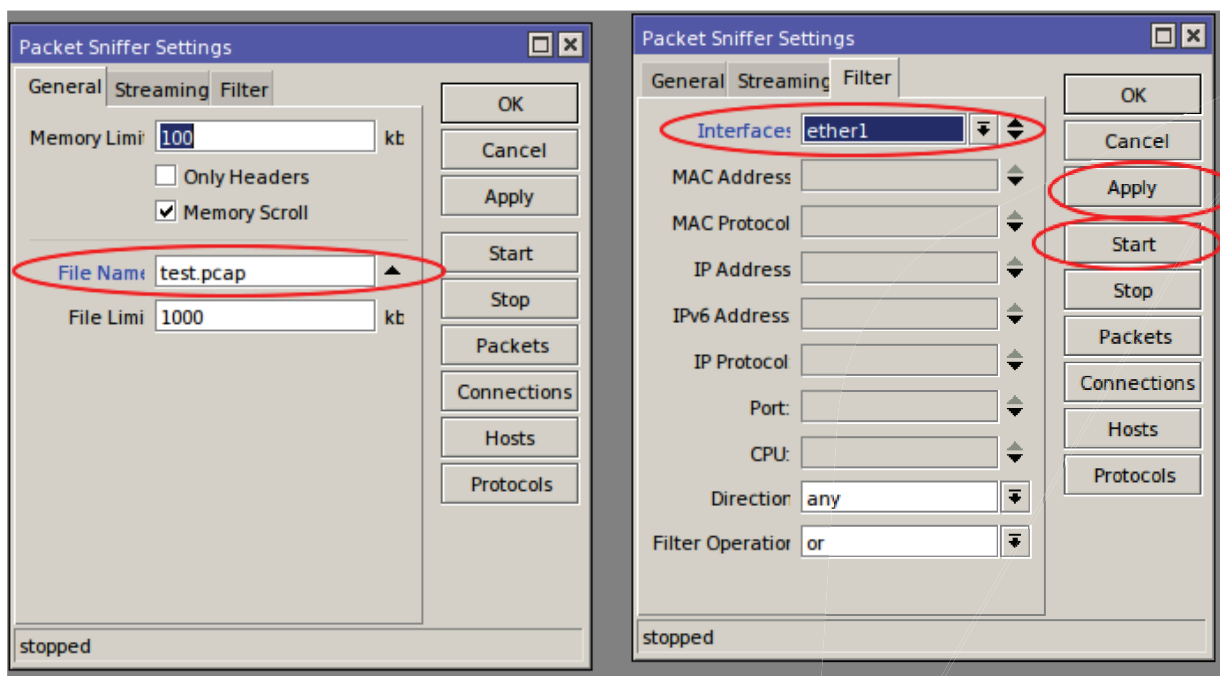 Packet Sniffer Settings
General Streaming Filter
Memory Limit 100 kb
Only Headers
Memory Scroll
File Name test.pcap
File Limi 1000 kb
OK
Cancel
Apply
Start
Stop
Packets
Connections
Hosts
Protocols
stopped
Packet Sniffer Settings
General Streaming Filter
Interfaces ether1
MAC Address
MAC Protocol
IP Address
IPv6 Address
IP Protocol
Port:
CPU:
Direction any
Filter Operation or
OK
Cancel
Apply
Start
Stop
Packets
Connections
Hosts
Protocols
stopped